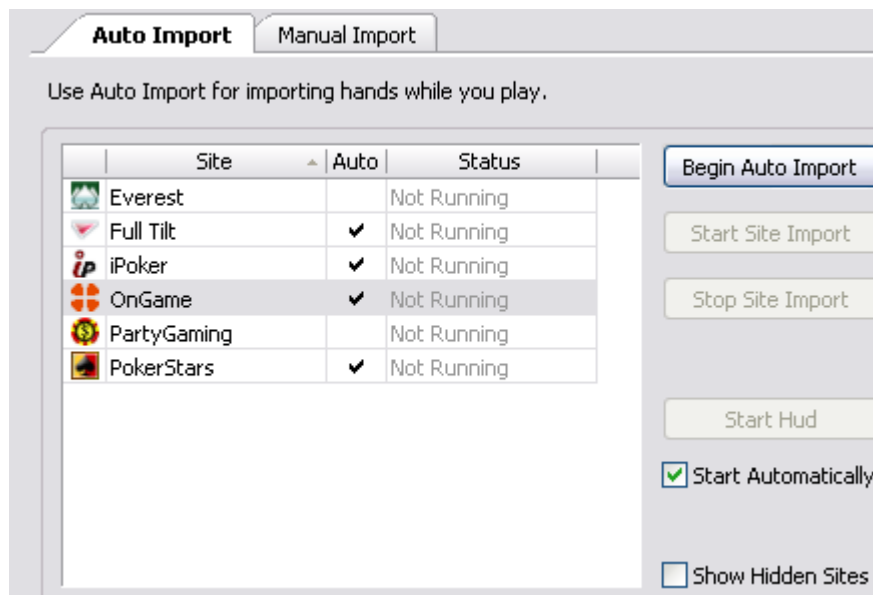 Auto Import Manual Import
Use Auto Import for importing hands while you play.
Site Auto Status
Everest Not Running
Full Tilt Not Running
iP iPoker Not Running
OnGame Not Running
PartyGaming Not Running
PokerStars Not Running
Begin Auto Import
Start Site Import
Stop Site Import
Start Hud
Start Automatically
Show Hidden Sites